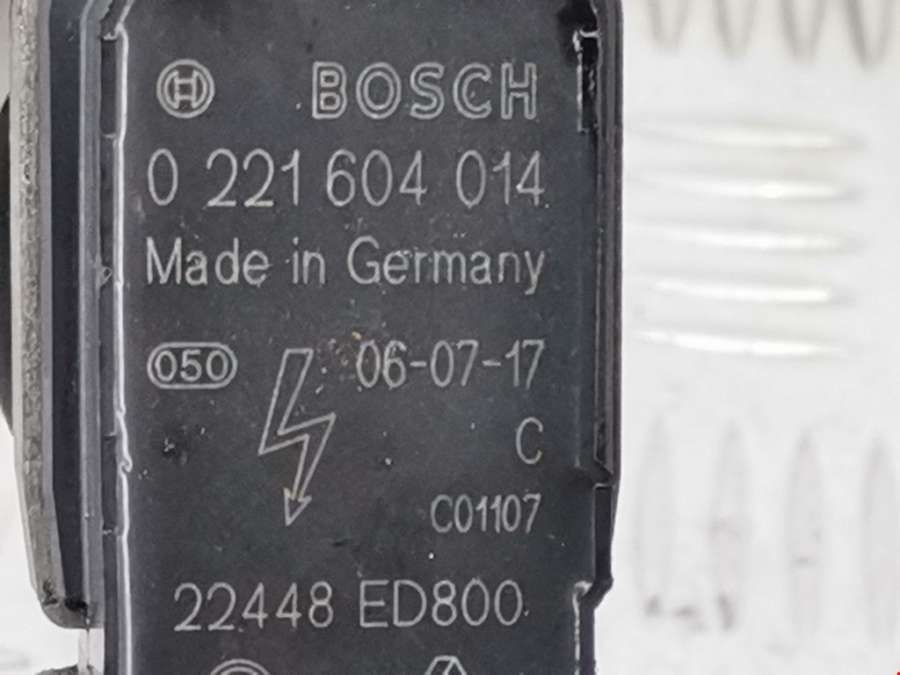 BOSCH
0 221 604 014
Made in Germany
050 06-07-17
C
C01107
22448 ED800